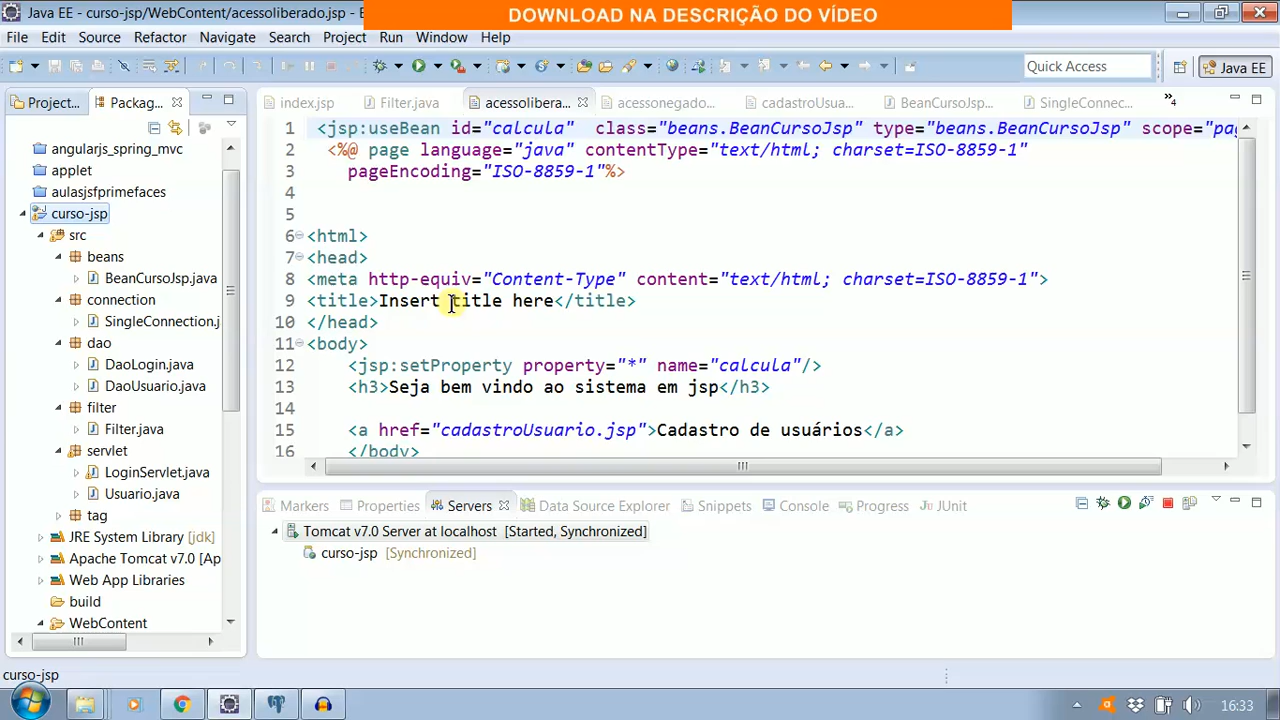 Java EE - curso-jsp/WebContent/acessoliberado.jsp - E
DOWNLOAD NA DESCRIÇÃO DO VÍDEO
File Edit Source Refactor Navigate Search Project Run Window Help
Quick Access
Java EE
Project...
Packag...
index.jsp
Filter.java
acessolibera...
acessonegado...
cadastroUsua...
BeanCursoJsp...
SingleConnec...
»4
angularjs_spring_mvc
applet
aulasjsfprimefaces
curso-jsp
src
beans
BeanCursoJsp.java
connection
SingleConnection.j
dao
DaoLogin.java
DaoUsuario.java
filter
Filter.java
servlet
LoginServlet.java
Usuario.java
tag
JRE System Library [jdk]
Apache Tomcat v7.0 [Ap
Web App Libraries
build
WebContent
1 <jsp:useBean id="calcula" class="beans.BeanCursoJsp" type="beans.BeanCursoJsp" scope="pag
2 <%@ page language="java" contentType="text/html; charset=ISO-8859-1"
3 pageEncoding="ISO-8859-1"%>
4
5
6 <html>
7 <head>
8 <meta http-equiv="Content-Type" content="text/html; charset=ISO-8859-1">
9 <title>Insert title here</title>
10 </head>
11 <body>
12 <jsp:setProperty property="*" name="calcula"/>
13 <h3>Seja bem vindo ao sistema em jsp</h3>
14
15 <a href="cadastroUsuario.jsp">Cadastro de usuários</a>
16 </body>
Markers Properties Servers Data Source Explorer Snippets Console Progress JUnit
Tomcat v7.0 Server at localhost [Started, Synchronized]
curso-jsp [Synchronized]
curso-jsp
16:33